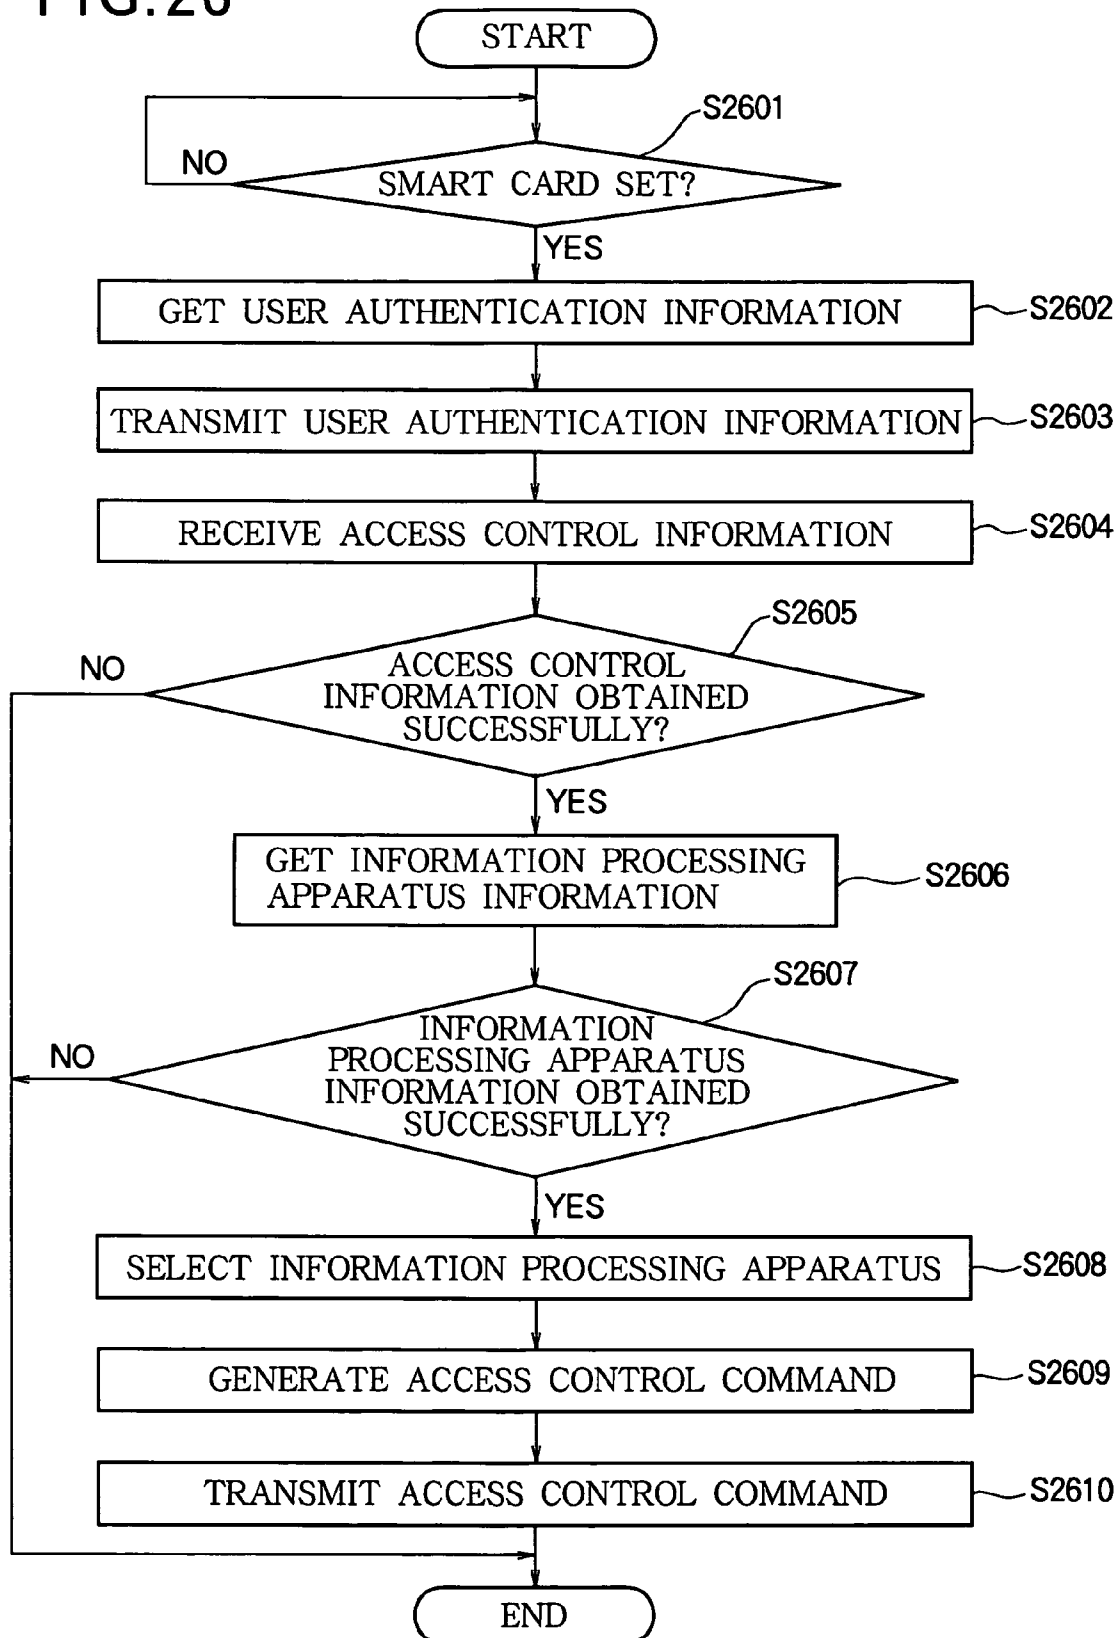 FIG. 26
START
S2601
NO
SMART CARD SET?
YES
GET USER AUTHENTICATION INFORMATION
S2602
TRANSMIT USER AUTHENTICATION INFORMATION
S2603
RECEIVE ACCESS CONTROL INFORMATION
S2604
S2605
NO
ACCESS CONTROL
INFORMATION OBTAINED
SUCCESSFULLY?
YES
GET INFORMATION PROCESSING
APPARATUS INFORMATION
S2606
S2607
INFORMATION
PROCESSING APPARATUS
INFORMATION OBTAINED
SUCCESSFULLY?
NO
YES
SELECT INFORMATION PROCESSING APPARATUS
S2608
GENERATE ACCESS CONTROL COMMAND
S2609
TRANSMIT ACCESS CONTROL COMMAND
S2610
END